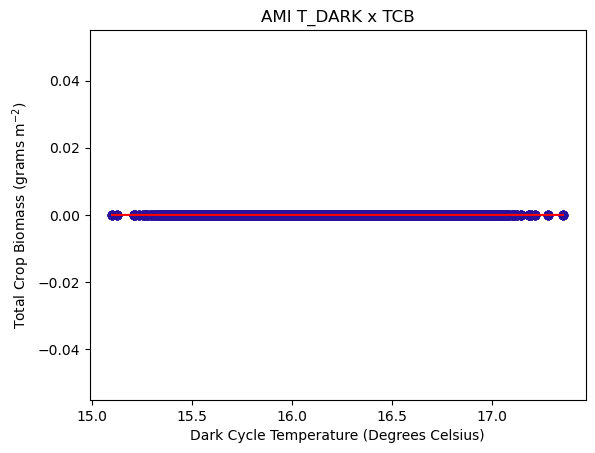 AMI T_DARK x TCB
Total Crop Biomass (grams m⁻²)
0.04
0.02
0.00
−0.02
−0.04
15.0 15.5 16.0 16.5 17.0
Dark Cycle Temperature (Degrees Celsius)